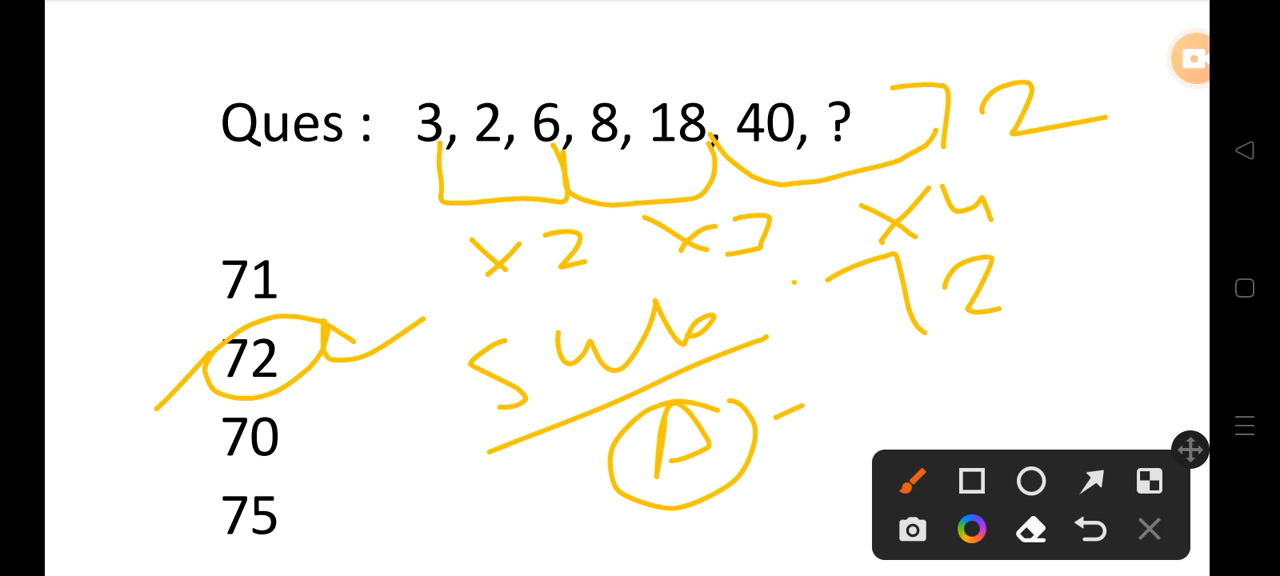 Ques : 3, 2, 6, 8, 18, 40, ? 72
×2 ×3 ×4
71
72
72
70
75